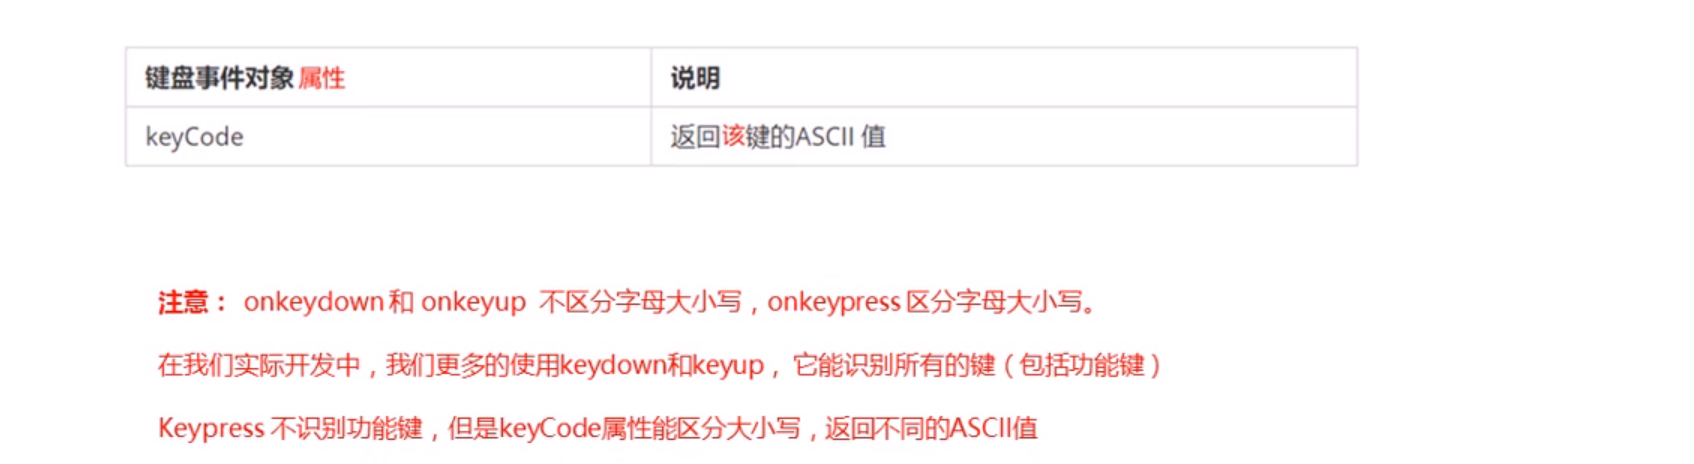 键盘事件对象属性 说明
keyCode 返回该键的ASCII 值
注意： onkeydown 和 onkeyup 不区分字母大小写，onkeypress 区分字母大小写。
在我们实际开发中，我们更多的使用keydown和keyup， 它能识别所有的键（包括功能键）
Keypress 不识别功能键，但是keyCode属性能区分大小写，返回不同的ASCII值